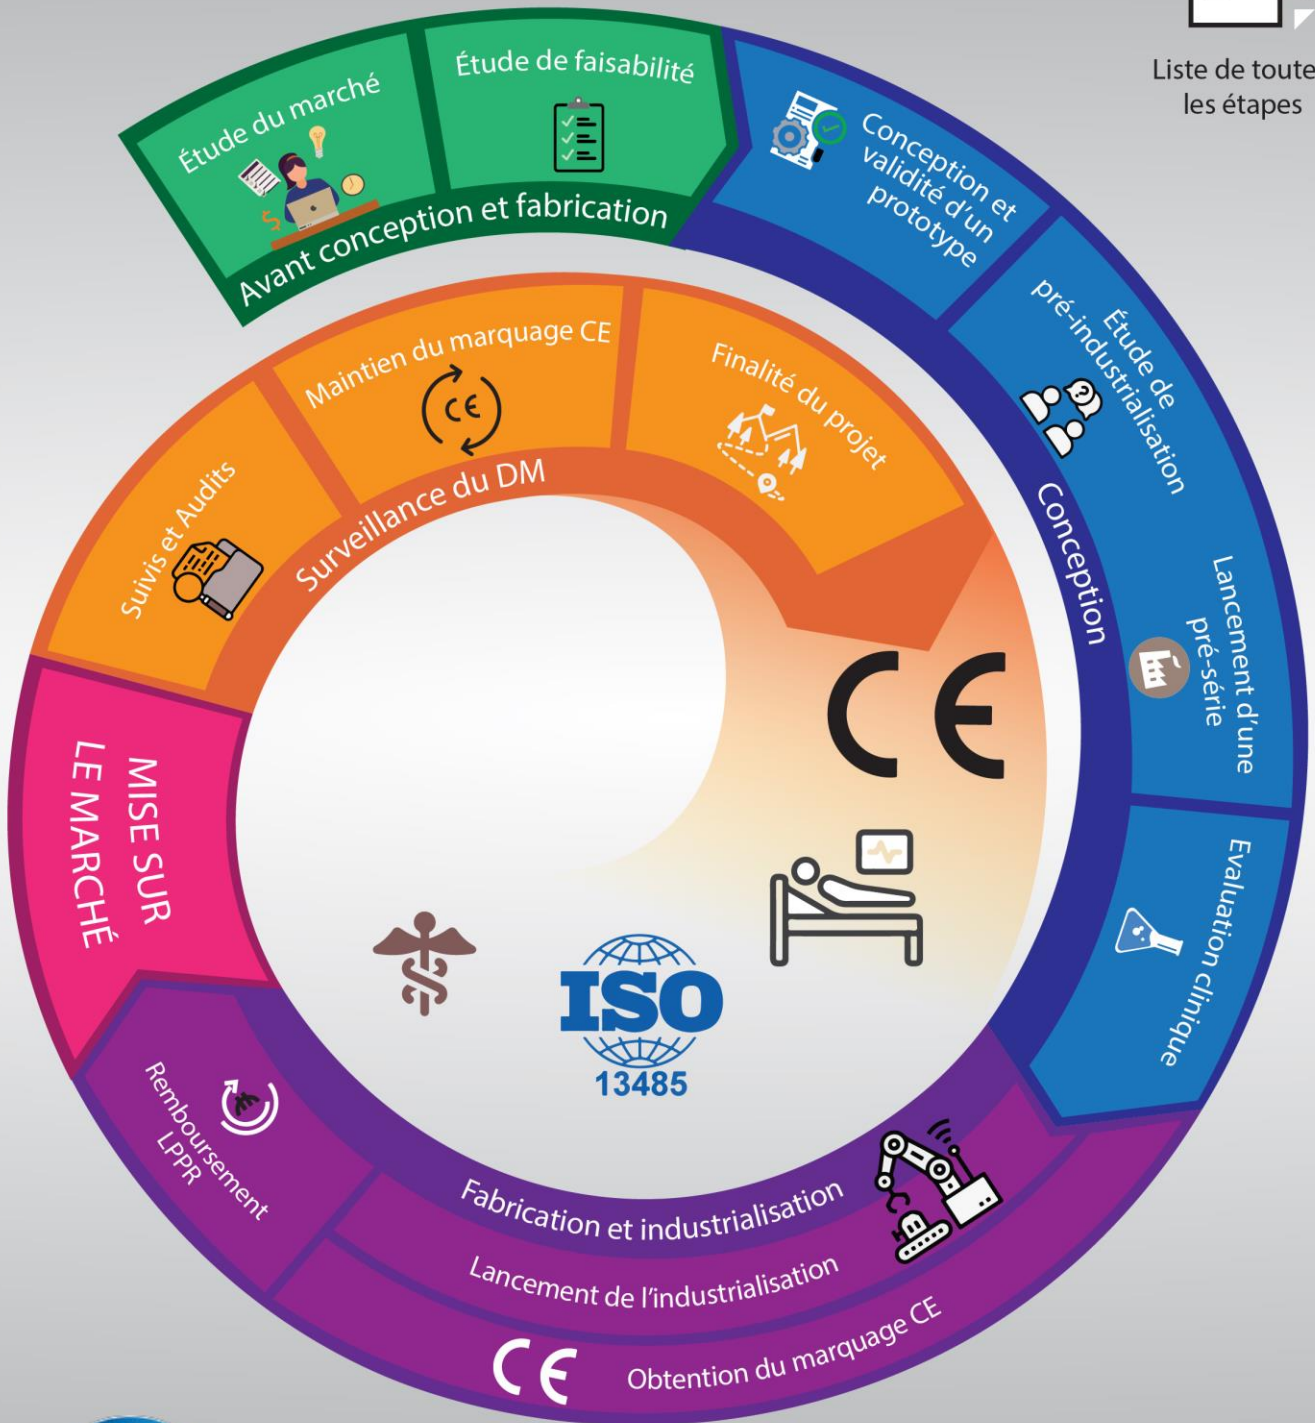 Liste de toute
les étapes
Étude du marché
Étude de faisabilité
Avant conception et fabrication
Conception et
validité d'un
prototype
Étude de
pré-industrialisation
Lancement d'une
pré-série
Evaluation clinique
Conception
Fabrication et industrialisation
Lancement de l'industrialisation
CE
Obtention du marquage CE
Remboursement
LPPR
MISE SUR
LE MARCHÉ
Suivis et Audits
Maintien du marquage CE
CE
Finalité du projet
Surveillance du DM
CE
ISO
13485